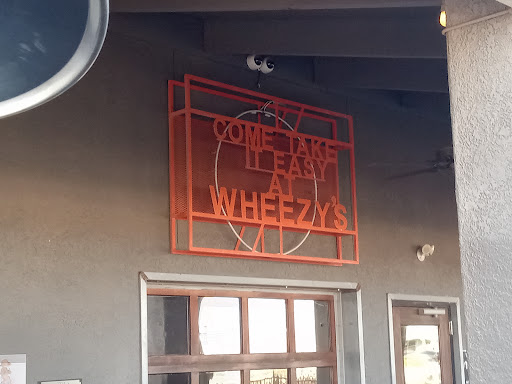 COME TAKE
IT EASY
AT
WHEEZY'S